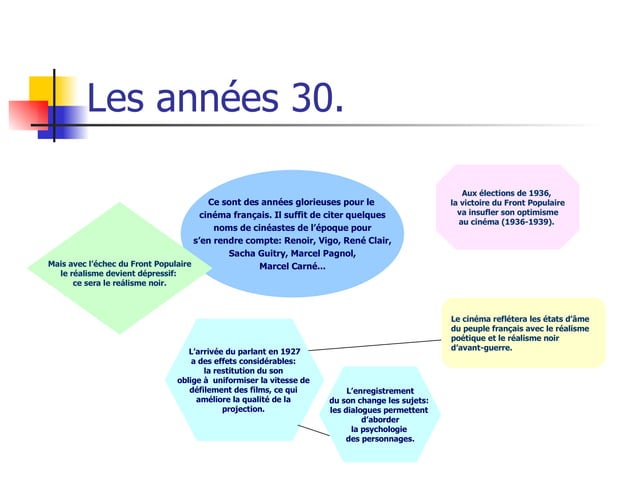 Les années 30.
Ce sont des années glorieuses pour le
cinéma français. Il suffit de citer quelques
noms de cinéastes de l'époque pour
s'en rendre compte: Renoir, Vigo, René Clair,
Sacha Guitry, Marcel Pagnol,
Marcel Carné...
Aux élections de 1936,
la victoire du Front Populaire
va insufler son optimisme
au cinéma (1936-1939).
Mais avec l'échec du Front Populaire
le réalisme devient dépressif:
ce sera le reálisme noir.
Le cinéma reflétera les états d'âme
du peuple français avec le réalisme
poétique et le réalisme noir
d'avant-guerre.
L'arrivée du parlant en 1927
a des effets considérables:
la restitution du son
oblige à uniformiser la vitesse de
défilement des films, ce qui
améliore la qualité de la
projection.
L'enregistrement
du son change les sujets:
les dialogues permettent
d'aborder
la psychologie
des personnages.